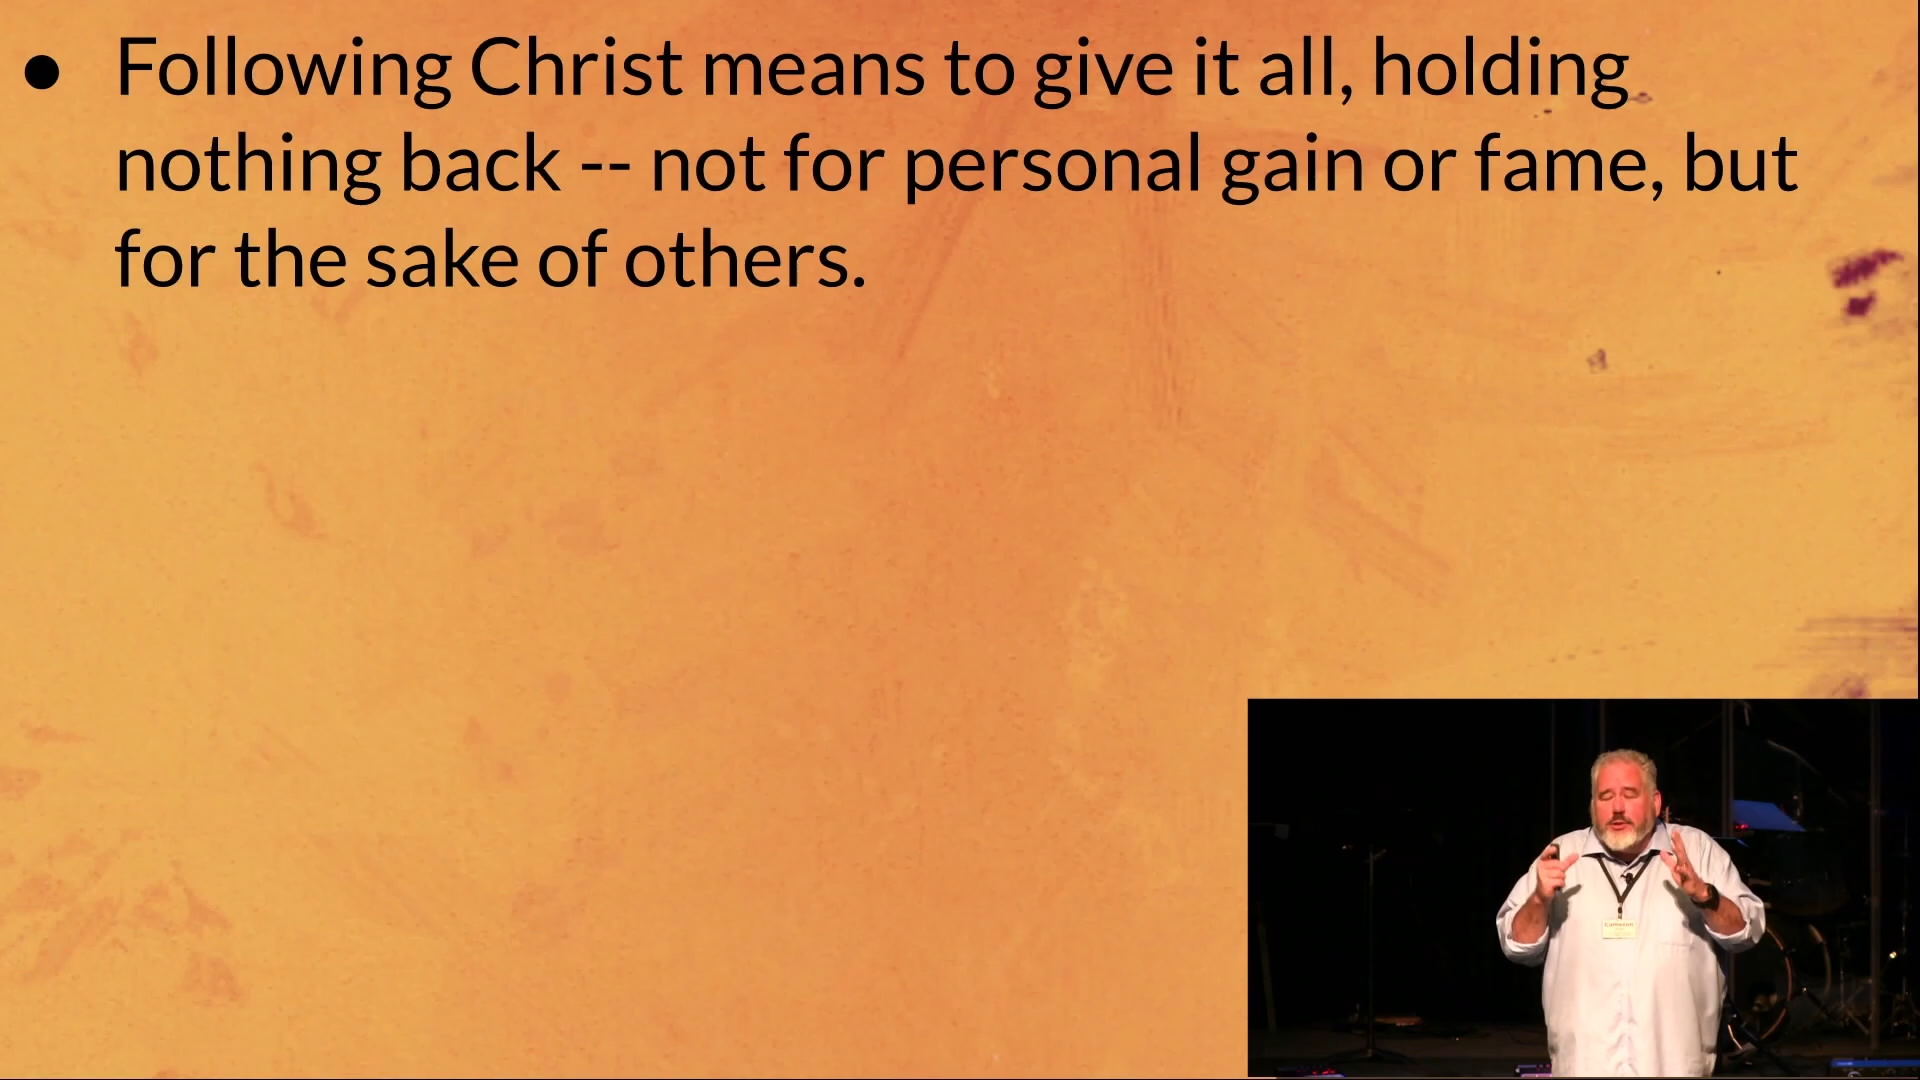 ● Following Christ means to give it all, holding
nothing back -- not for personal gain or fame, but
for the sake of others.
Cameron